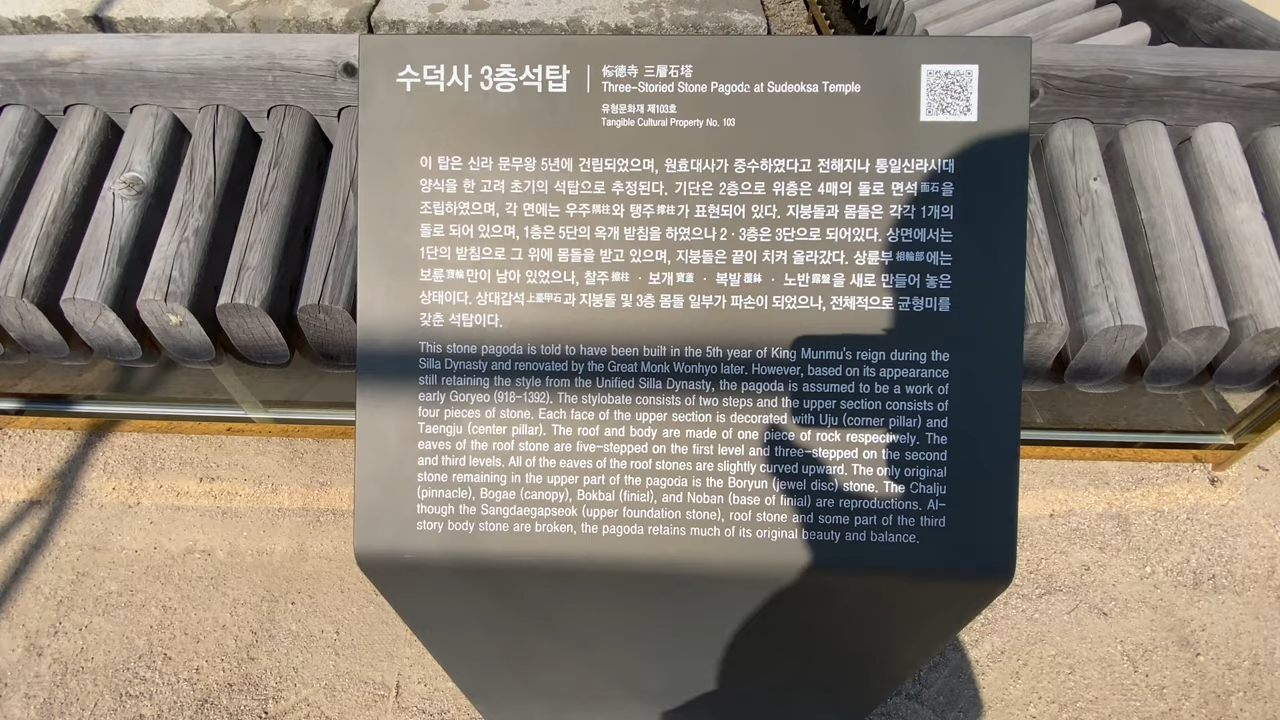 수덕사 3층석탑
修德寺 三層石塔
Three-Storied Stone Pagoda at Sudeoksa Temple
유형문화재 제103호
Tangible Cultural Property No. 103
이 탑은 신라 문무왕 5년에 건립되었으며, 원효대사가 중수하였다고 전해지나 통일신라시대
양식을 한 고려 초기의 석탑으로 추정된다. 기단은 2층으로 위층은 4매의 돌로 면석面石을
조립하였으며, 각 면에는 우주隅柱와 탱주撑柱가 표현되어 있다. 지붕돌과 몸돌은 각각 1개의
돌로 되어 있으며, 1층은 5단의 옥개 받침을 하였으나 2 · 3층은 3단으로 되어있다. 상면에서는
1단의 받침으로 그 위에 몸돌을 받고 있으며, 지붕돌은 끝이 치켜 올라갔다. 상륜부相輪部에는
보륜寶輪만이 남아 있었으나, 찰주擦柱 · 보개寶蓋 · 복발覆鉢 · 노반露盤을 새로 만들어 놓은
상태이다. 상대갑석上臺甲石과 지붕돌 및 3층 몸돌 일부가 파손이 되었으나, 전체적으로 균형미를
갖춘 석탑이다.
This stone pagoda is told to have been built in the 5th year of King Munmu's reign during the
Silla Dynasty and renovated by the Great Monk Wonhyo later. However, based on its appearance
still retaining the style from the Unified Silla Dynasty, the pagoda is assumed to be a work of
early Goryeo (918-1392). The stylobate consists of two steps and the upper section consists of
four pieces of stone. Each face of the upper section is decorated with Uju (corner pillar) and
Taengju (center pillar). The roof and body are made of one piece of rock respectively. The
eaves of the roof stone are five-stepped on the first level and three-stepped on the second
and third levels. All of the eaves of the roof stones are slightly curved upward. The only original
stone remaining in the upper part of the pagoda is the Boryun (jewel disc) stone. The Chalju
(pinnacle), Bogae (canopy), Bokbal (finial), and Noban (base of finial) are reproductions. Al-
though the Sangdaegapseok (upper foundation stone), roof stone and some part of the third
story body stone are broken, the pagoda retains much of its original beauty and balance.